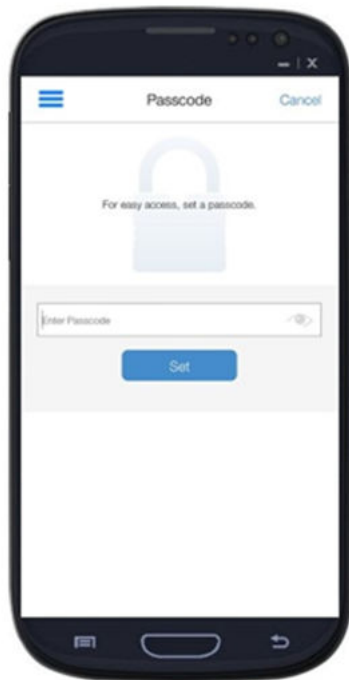 Passcode
Cancel
For easy access, set a passcode.
Enter Passcode
Set